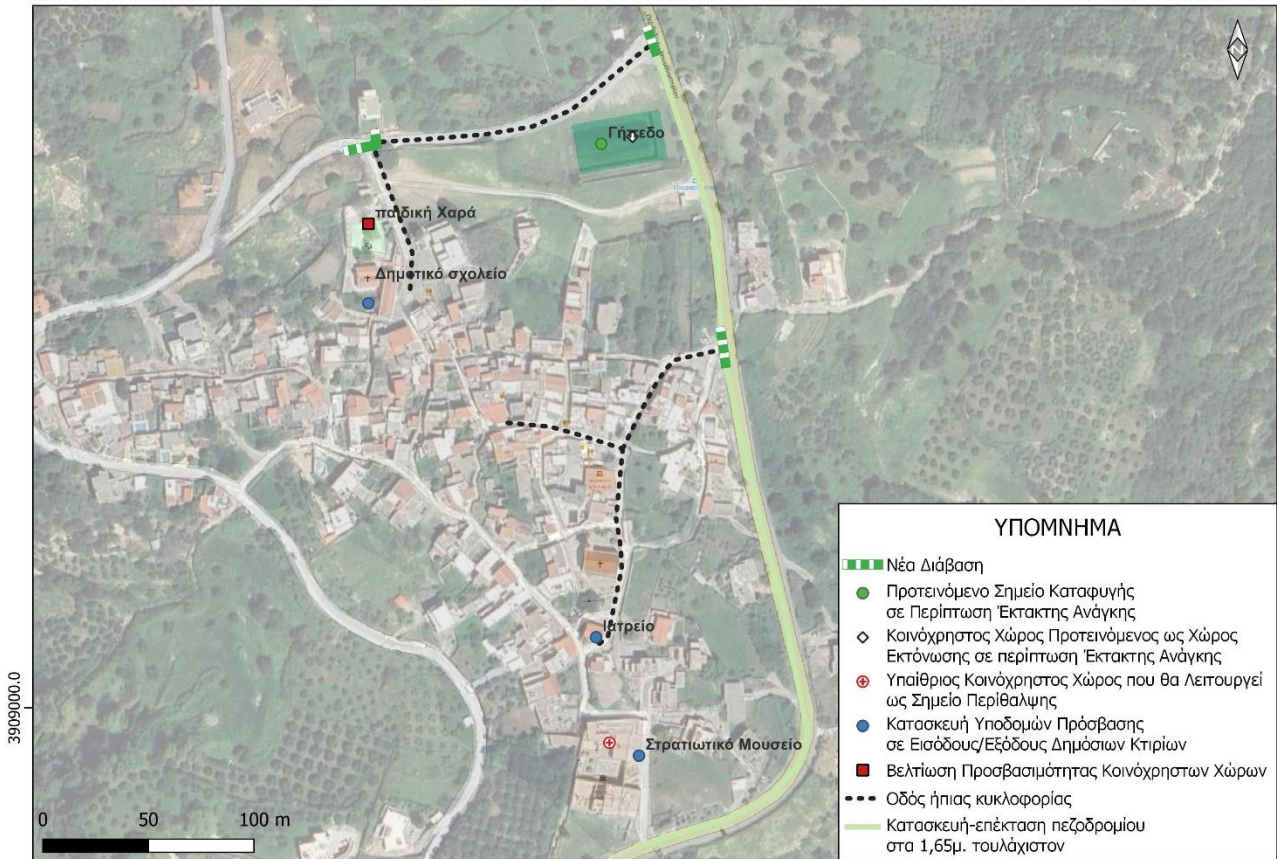 Γήπεδο
παιδική Χαρά
Δημοτικό σχολείο
Ιατρείο
Στρατιωτικό Μουσείο
3909000.0
0 50 100 m
ΥΠΟΜΝΗΜΑ
Νέα Διάβαση
Προτεινόμενο Σημείο Καταφυγής
σε Περίπτωση Έκτακτης Ανάγκης
Κοινόχρηστος Χώρος Προτεινόμενος ως Χώρος
Εκτόνωσης σε περίπτωση Έκτακτης Ανάγκης
Υπαίθριος Κοινόχρηστος Χώρος που θα Λειτουργεί
ως Σημείο Περίθαλψης
Κατασκευή Υποδομών Πρόσβασης
σε Εισόδους/Εξόδους Δημόσιων Κτιρίων
Βελτίωση Προσβασιμότητας Κοινόχρηστων Χώρων
Οδός ήπιας κυκλοφορίας
Κατασκευή-επέκταση πεζοδρομίου
στα 1,65μ. τουλάχιστον